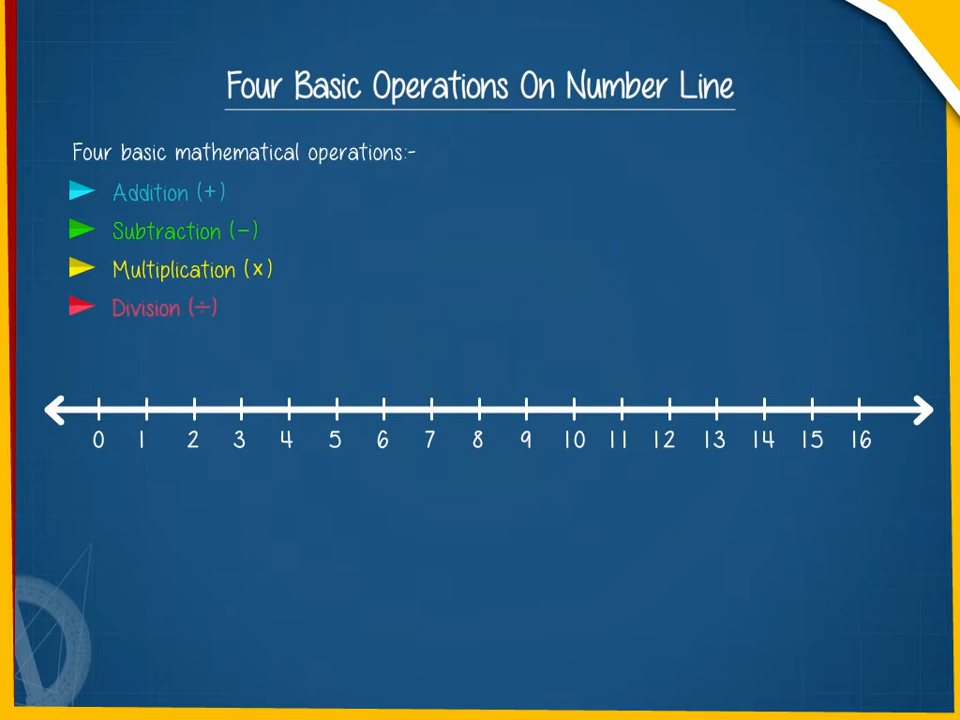 Four Basic Operations On Number Line
Four basic mathematical operations:-
Addition (+)
Subtraction (−)
Multiplication (x)
Division (÷)
0 1 2 3 4 5 6 7 8 9 10 11 12 13 14 15 16